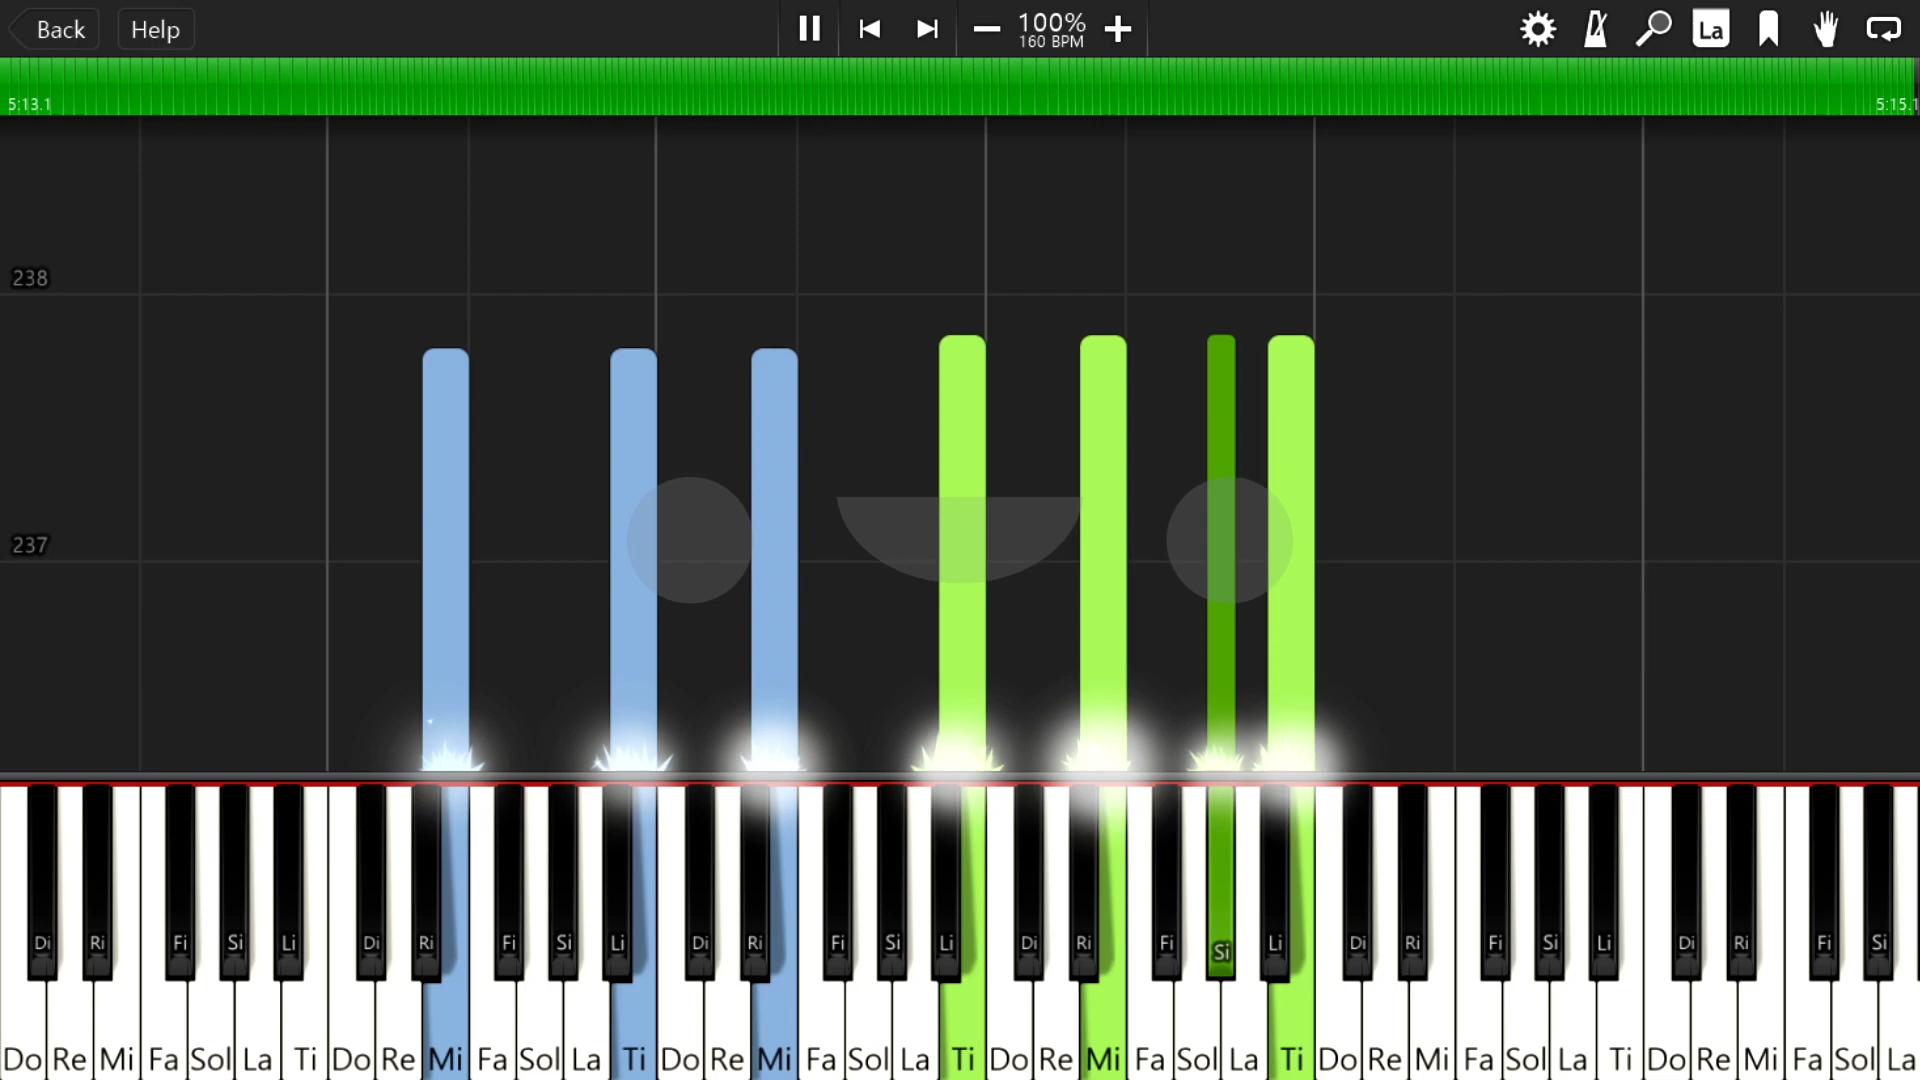 Back Help 100% La
160 BPM
5:13.1 5:15.1
238
237
Di Ri Fi Si Li Di Ri Fi Si Li Di Ri Fi Si Li Di Ri Fi Si Li Di Ri Fi Si Li Di Ri Fi Si
Do Re Mi Fa Sol La Ti Do Re Mi Fa Sol La Ti Do Re Mi Fa Sol La Ti Do Re Mi Fa Sol La Ti Do Re Mi Fa Sol La Ti Do Re Mi Fa Sol La